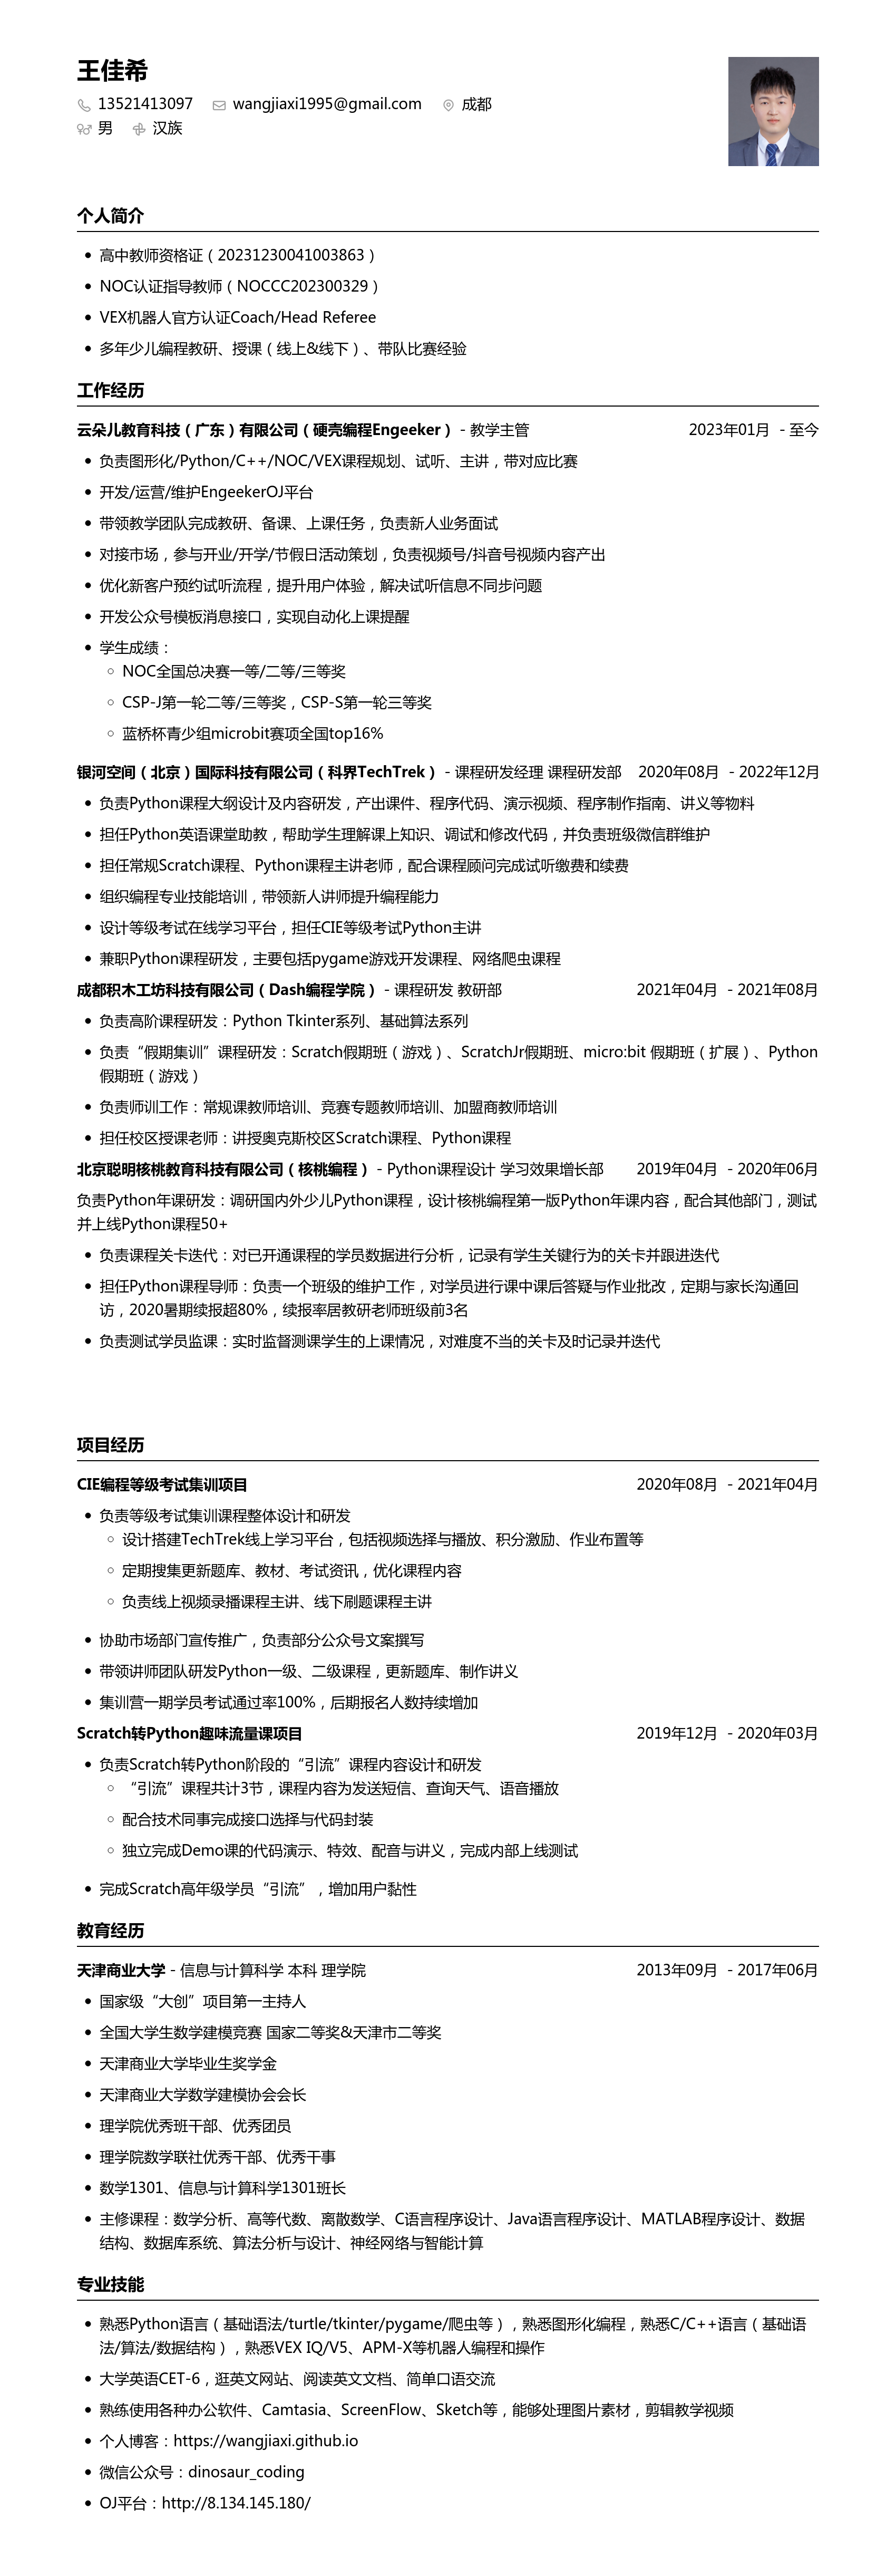 王佳希
13521413097 wangjiaxi1995@gmail.com 成都
男 汉族
个人简介
高中教师资格证（20231230041003863）
NOC认证指导教师（NOCCC202300329）
VEX机器人官方认证Coach/Head Referee
多年少儿编程教研、授课（线上&线下）、带队比赛经验
工作经历
云朵儿教育科技（广东）有限公司（硬壳编程Engeeker） - 教学主管 2023年01月 - 至今
负责图形化/Python/C++/NOC/VEX课程规划、试听、主讲，带对应比赛
开发/运营/维护EngeekerOJ平台
带领教学团队完成教研、备课、上课任务，负责新人业务面试
对接市场，参与开业/开学/节假日活动策划，负责视频号/抖音号视频内容产出
优化新客户预约试听流程，提升用户体验，解决试听信息不同步问题
开发公众号模板消息接口，实现自动化上课提醒
学生成绩：
NOC全国总决赛一等/二等/三等奖
CSP-J第一轮二等/三等奖，CSP-S第一轮三等奖
蓝桥杯青少组microbit赛项全国top16%
银河空间（北京）国际科技有限公司（科界TechTrek） - 课程研发经理 课程研发部 2020年08月 - 2022年12月
负责Python课程大纲设计及内容研发，产出课件、程序代码、演示视频、程序制作指南、讲义等物料
担任Python英语课堂助教，帮助学生理解课上知识、调试和修改代码，并负责班级微信群维护
担任常规Scratch课程、Python课程主讲老师，配合课程顾问完成试听缴费和续费
组织编程专业技能培训，带领新人讲师提升编程能力
设计等级考试在线学习平台，担任CIE等级考试Python主讲
兼职Python课程研发，主要包括pygame游戏开发课程、网络爬虫课程
成都积木工坊科技有限公司（Dash编程学院） - 课程研发 教研部 2021年04月 - 2021年08月
负责高阶课程研发：Python Tkinter系列、基础算法系列
负责“假期集训”课程研发：Scratch假期班（游戏）、ScratchJr假期班、micro:bit 假期班（扩展）、Python
假期班（游戏）
负责师训工作：常规课教师培训、竞赛专题教师培训、加盟商教师培训
担任校区授课老师：讲授奥克斯校区Scratch课程、Python课程
北京聪明核桃教育科技有限公司（核桃编程） - Python课程设计 学习效果增长部 2019年04月 - 2020年06月
负责Python年课研发：调研国内外少儿Python课程，设计核桃编程第一版Python年课内容，配合其他部门，测试
并上线Python课程50+
负责课程关卡迭代：对已开通课程的学员数据进行分析，记录有学生关键行为的关卡并跟进迭代
担任Python课程导师：负责一个班级的维护工作，对学员进行课中课后答疑与作业批改，定期与家长沟通回
访，2020暑期续报超80%，续报率居教研老师班级前3名
负责测试学员监课：实时监督测课学生的上课情况，对难度不当的关卡及时记录并迭代
项目经历
CIE编程等级考试集训项目 2020年08月 - 2021年04月
负责等级考试集训课程整体设计和研发
设计搭建TechTrek线上学习平台，包括视频选择与播放、积分激励、作业布置等
定期搜集更新题库、教材、考试资讯，优化课程内容
负责线上视频录播课程主讲、线下刷题课程主讲
协助市场部门宣传推广，负责部分公众号文案撰写
带领讲师团队研发Python一级、二级课程，更新题库、制作讲义
集训营一期学员考试通过率100%，后期报名人数持续增加
Scratch转Python趣味流量课项目 2019年12月 - 2020年03月
负责Scratch转Python阶段的“引流”课程内容设计和研发
“引流”课程共计3节，课程内容为发送短信、查询天气、语音播放
配合技术同事完成接口选择与代码封装
独立完成Demo课的代码演示、特效、配音与讲义，完成内部上线测试
完成Scratch高年级学员“引流”，增加用户黏性
教育经历
天津商业大学 - 信息与计算科学 本科 理学院 2013年09月 - 2017年06月
国家级“大创”项目第一主持人
全国大学生数学建模竞赛 国家二等奖&天津市二等奖
天津商业大学毕业生奖学金
天津商业大学数学建模协会会长
理学院优秀班干部、优秀团员
理学院数学联社优秀干部、优秀干事
数学1301、信息与计算科学1301班长
主修课程：数学分析、高等代数、离散数学、C语言程序设计、Java语言程序设计、MATLAB程序设计、数据
结构、数据库系统、算法分析与设计、神经网络与智能计算
专业技能
熟悉Python语言（基础语法/turtle/tkinter/pygame/爬虫等），熟悉图形化编程，熟悉C/C++语言（基础语
法/算法/数据结构），熟悉VEX IQ/V5、APM-X等机器人编程和操作
大学英语CET-6，逛英文网站、阅读英文文档、简单口语交流
熟练使用各种办公软件、Camtasia、ScreenFlow、Sketch等，能够处理图片素材，剪辑教学视频
个人博客：https://wangjiaxi.github.io
微信公众号：dinosaur_coding
OJ平台：http://8.134.145.180/